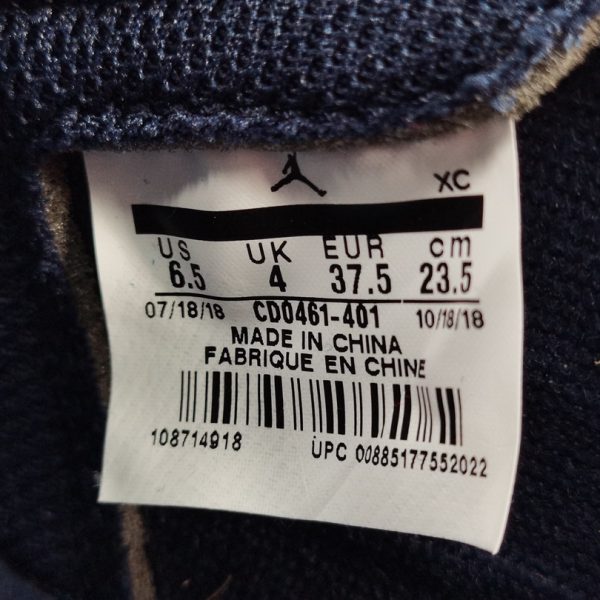 XC
US UK EUR cm
6.5 4 37.5 23.5
07/18/18 CD0461-401 10/18/18
MADE IN CHINA
FABRIQUE EN CHINE
108714918 UPC 00885177552022